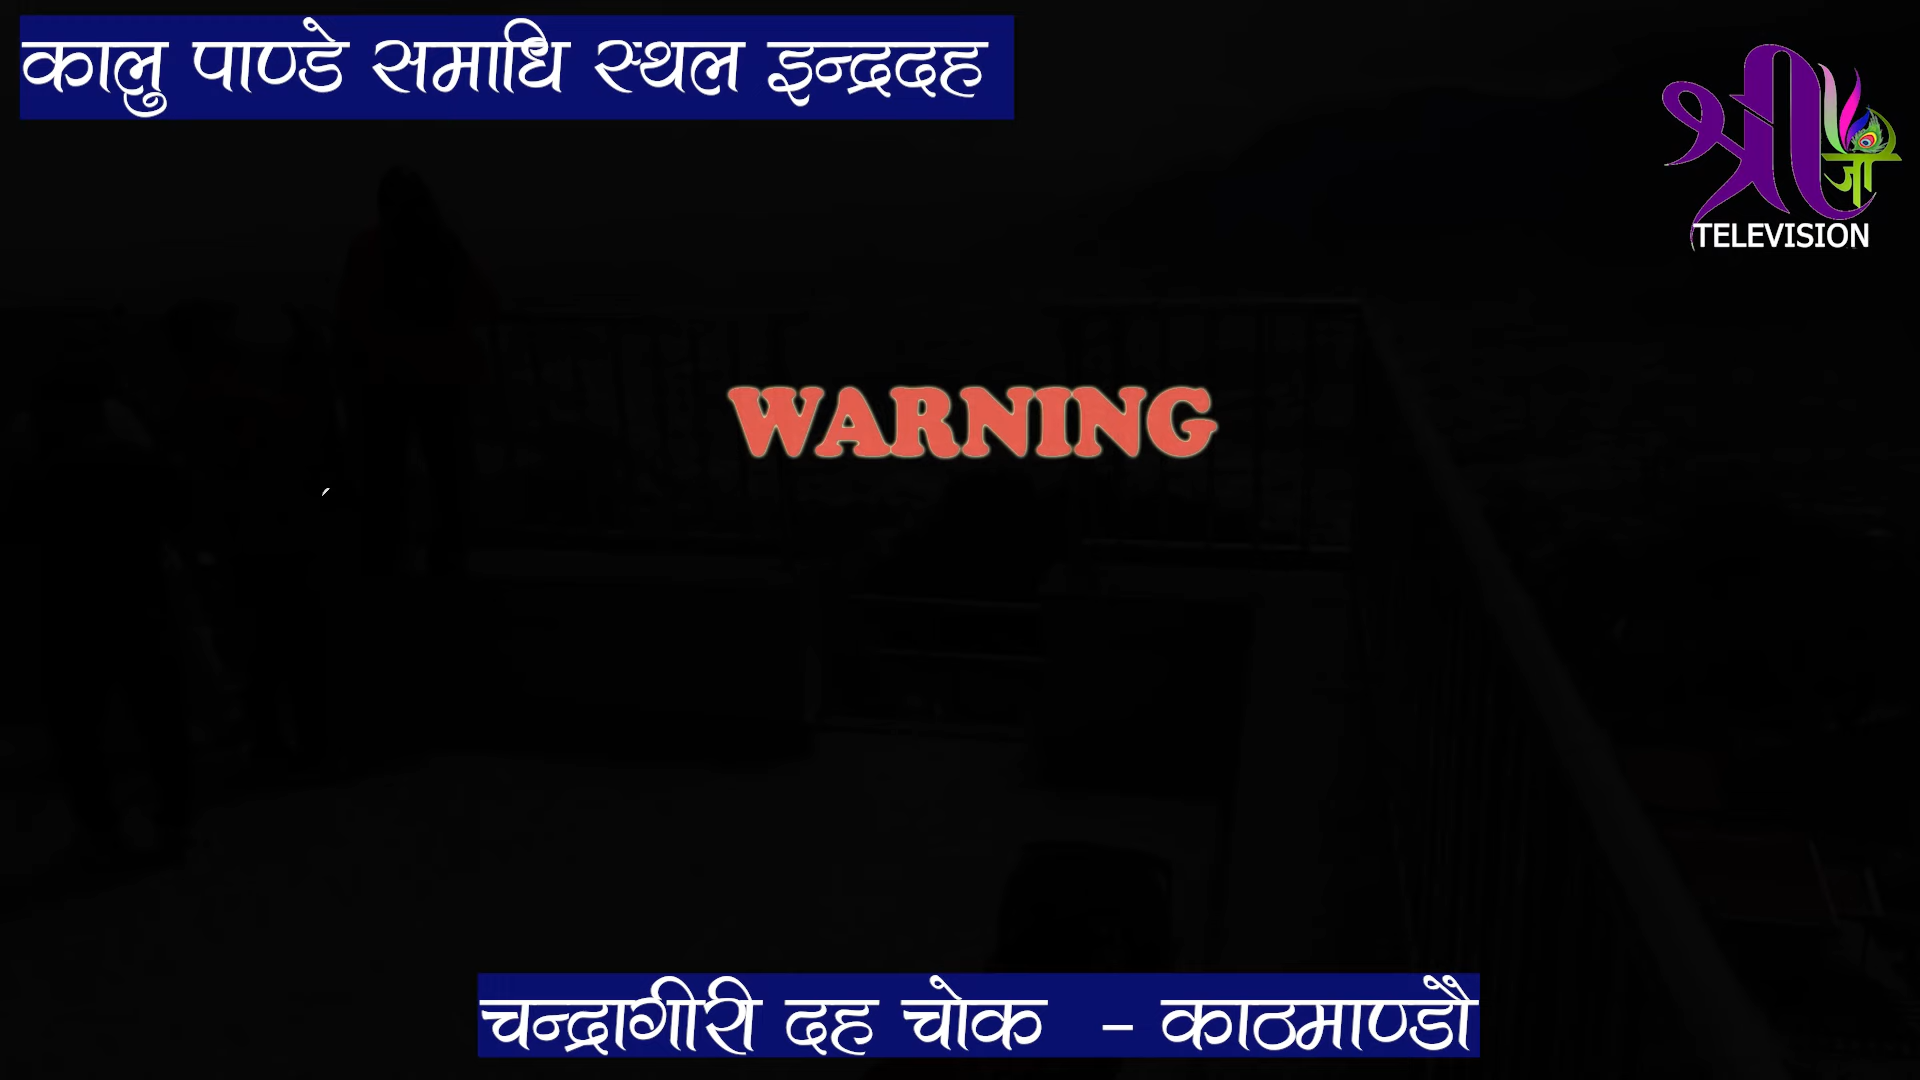 कालु पाण्डे समाधि स्थल इन्द्रदह
श्री जी
TELEVISION
WARNING
चन्द्रागीरी दह चोक - काठमाण्डौ